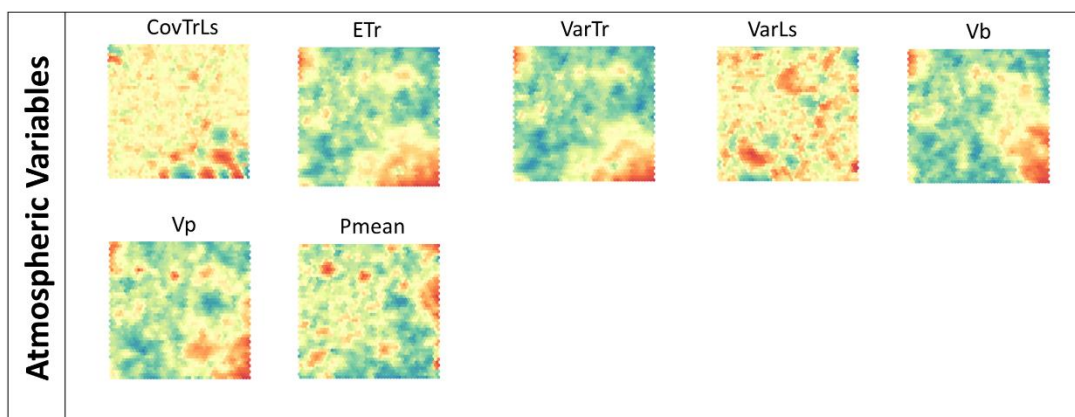 Atmospheric Variables
CovTrLs
ETr
VarTr
VarLs
Vb
Vp
Pmean